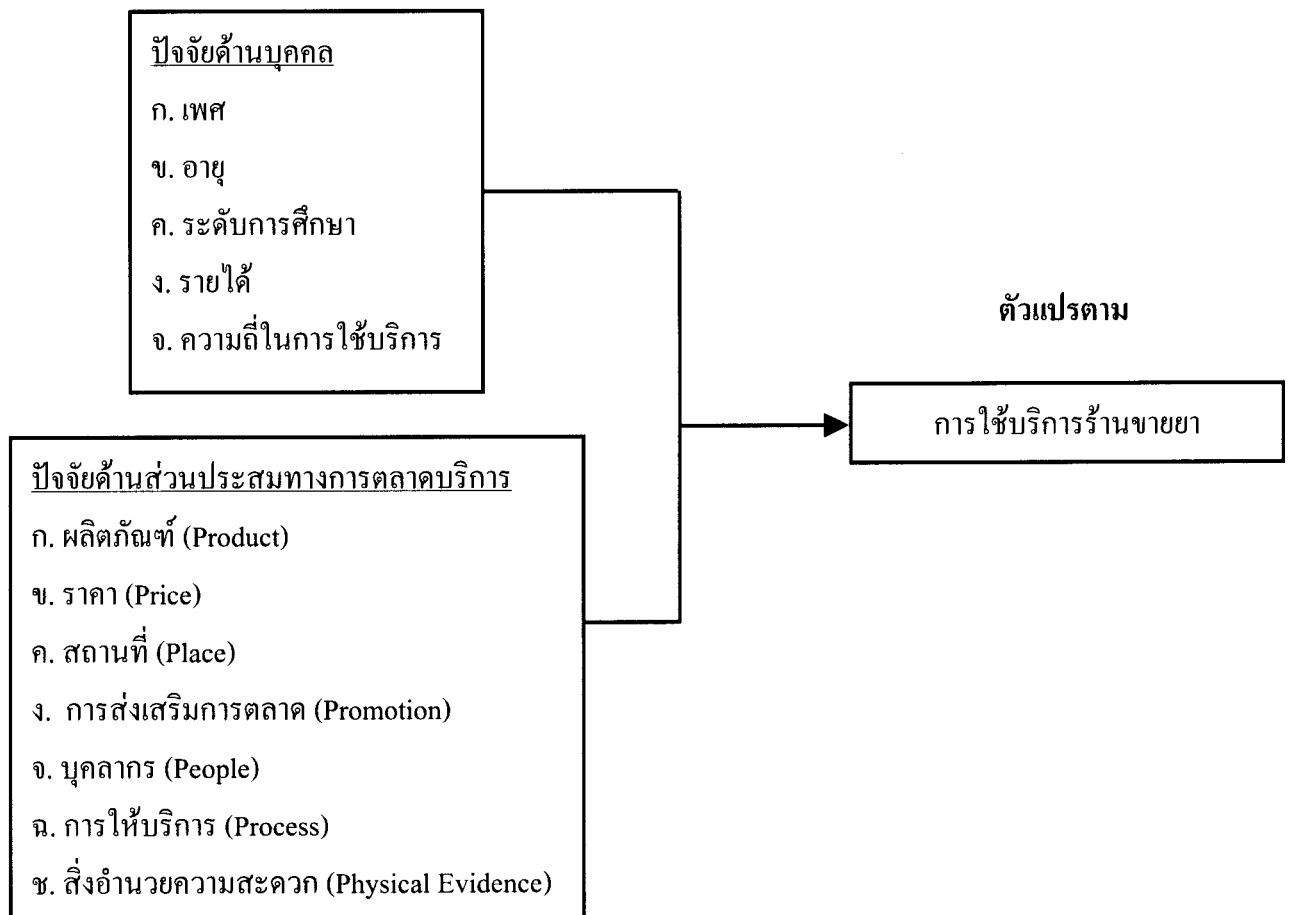 ปัจจัยด้านบุคคล
ก. เพศ
ข. อายุ
ค. ระดับการศึกษา
ง. รายได้
จ. ความถี่ในการใช้บริการ
ตัวแปรตาม
การใช้บริการร้านขายยา
ปัจจัยด้านส่วนประสมทางการตลาดบริการ
ก. ผลิตภัณฑ์ (Product)
ข. ราคา (Price)
ค. สถานที่ (Place)
ง. การส่งเสริมการตลาด (Promotion)
จ. บุคลากร (People)
ฉ. การให้บริการ (Process)
ช. สิ่งอำนวยความสะดวก (Physical Evidence)